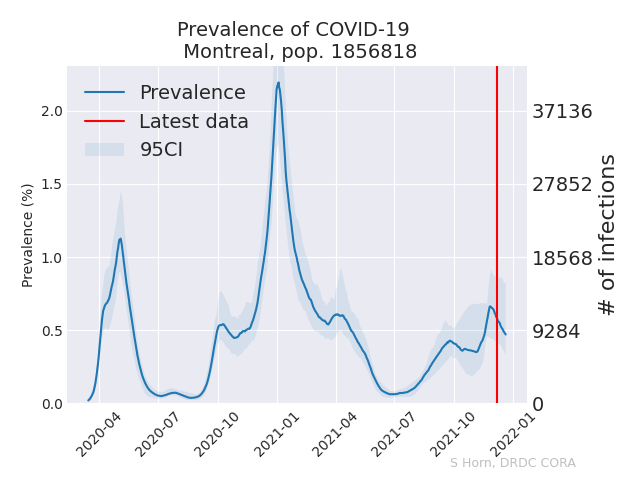 Prevalence of COVID-19
Montreal, pop. 1856818
Prevalence
Latest data
95CI
2.0
1.5
1.0
0.5
0.0
Prevalence (%)
37136
27852
18568
9284
0
# of infections
2020-04
2020-07
2020-10
2021-01
2021-04
2021-07
2021-10
2022-01
S Horn, DRDC CORA